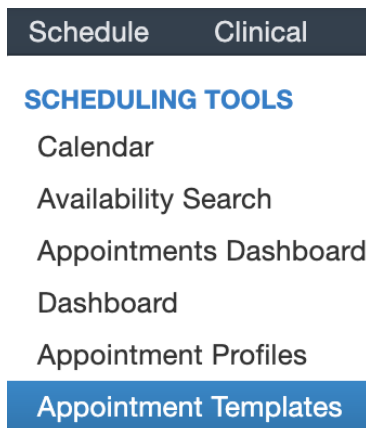 Schedule Clinical
SCHEDULING TOOLS
Calendar
Availability Search
Appointments Dashboard
Dashboard
Appointment Profiles
Appointment Templates